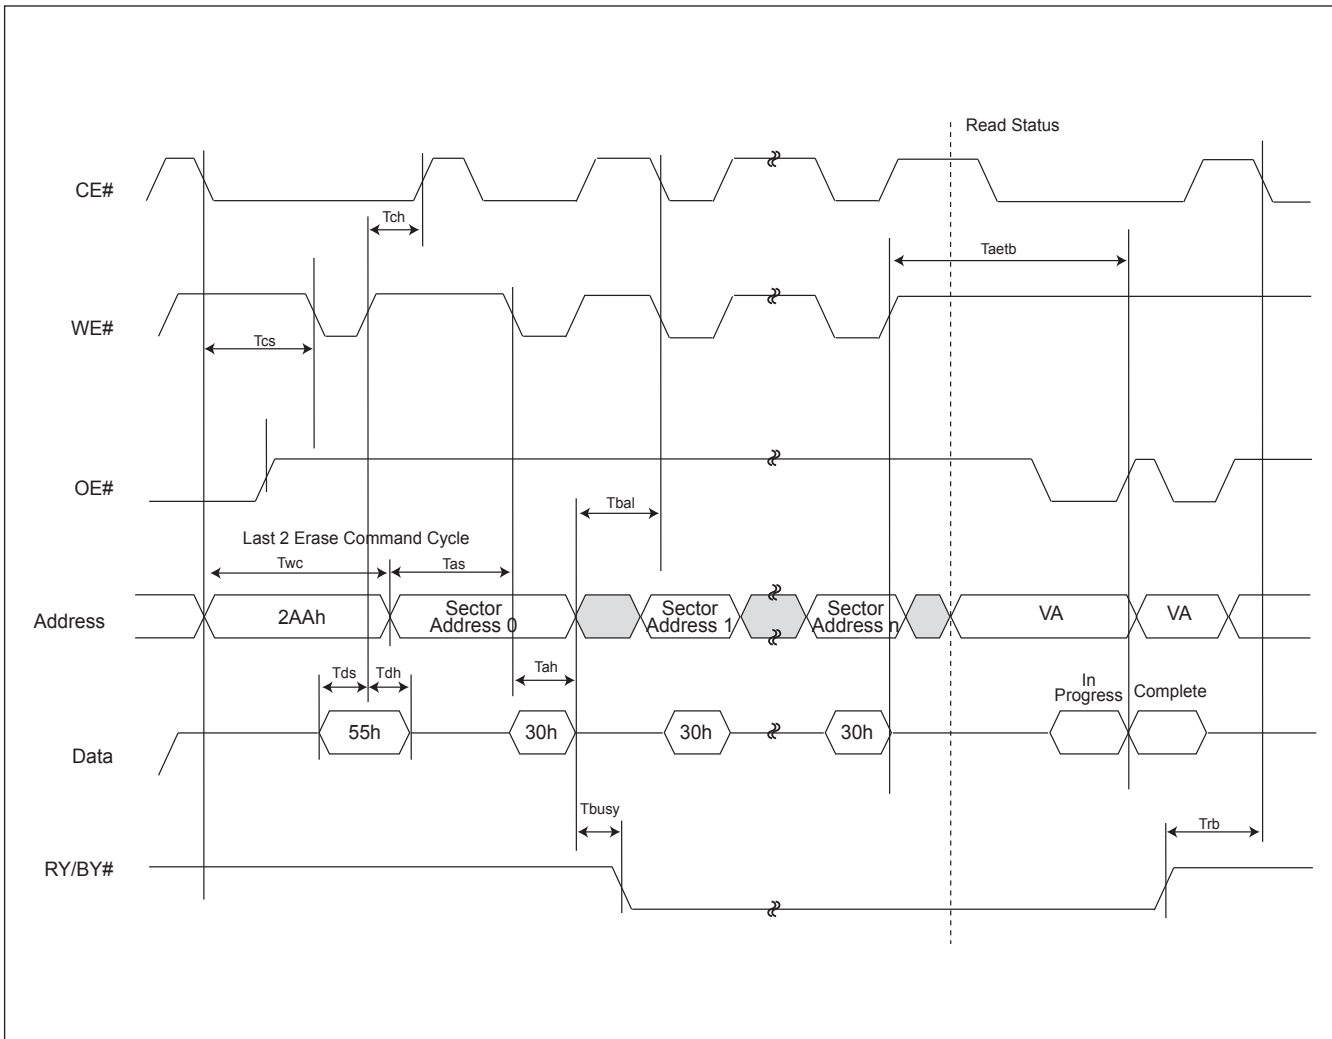 Read Status
CE#
Tch
Taetb
WE#
Tcs
OE#
Tbal
Last 2 Erase Command Cycle
Twc
Tas
Address
2AAh
Sector
Address 0
Sector
Address 1
Sector
Address n
VA
VA
Tds
Tdh
Tah
In
Progress
Complete
Data
55h
30h
30h
30h
Tbusy
Trb
RY/BY#